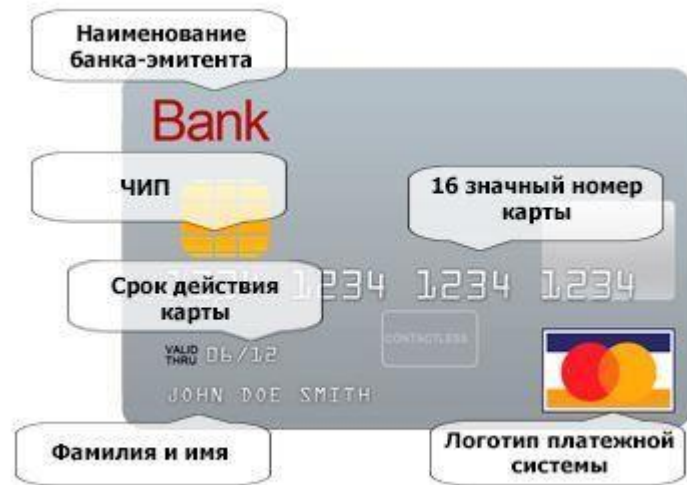 Наименование
банка-эмитента
Bank
ЧИП
16 значный номер
карты
1234 1234 1234 1234
Срок действия
карты
VALID
THRU 06/12
CONTACTLESS
JOHN DOE SMITH
Фамилия и имя
Логотип платежной
системы